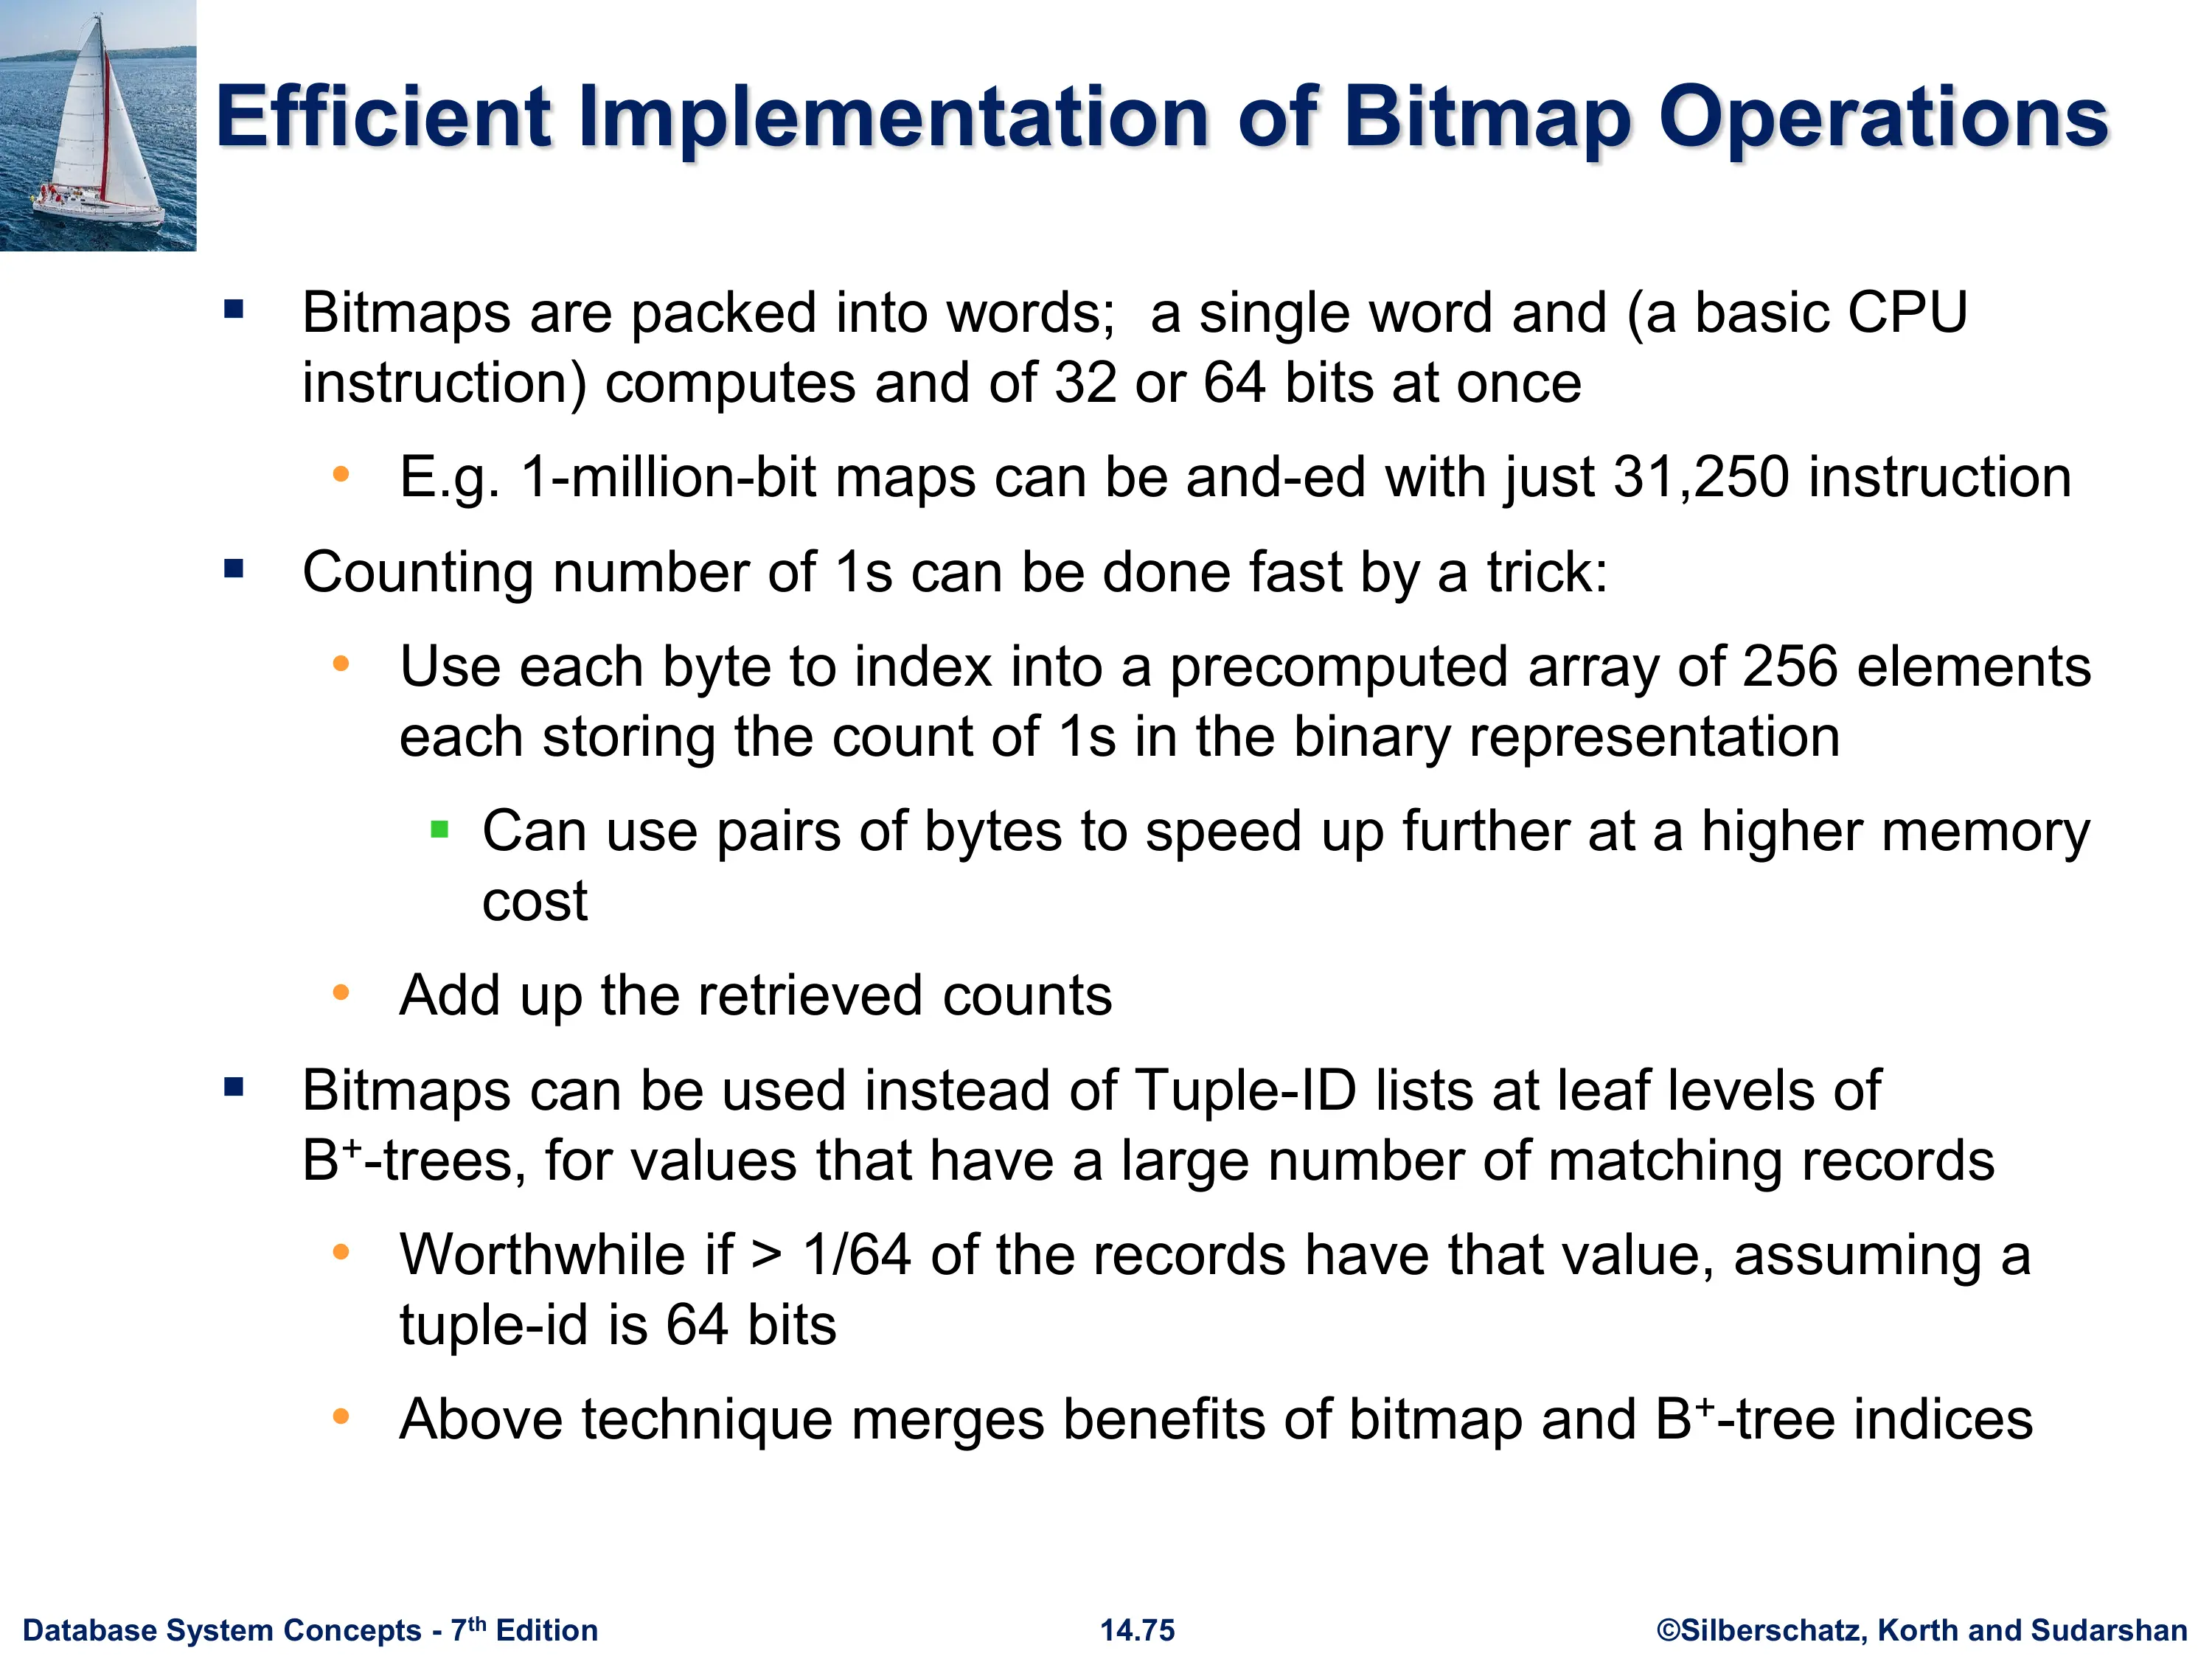 Efficient Implementation of Bitmap Operations
▪ Bitmaps are packed into words;  a single word and (a basic CPU
instruction) computes and of 32 or 64 bits at once
• E.g. 1-million-bit maps can be and-ed with just 31,250 instruction
▪ Counting number of 1s can be done fast by a trick:
• Use each byte to index into a precomputed array of 256 elements
each storing the count of 1s in the binary representation
▪ Can use pairs of bytes to speed up further at a higher memory
cost
• Add up the retrieved counts
▪ Bitmaps can be used instead of Tuple-ID lists at leaf levels of
B⁺-trees, for values that have a large number of matching records
• Worthwhile if > 1/64 of the records have that value, assuming a
tuple-id is 64 bits
• Above technique merges benefits of bitmap and B⁺-tree indices
Database System Concepts - 7ᵗʰ Edition
14.75
©Silberschatz, Korth and Sudarshan